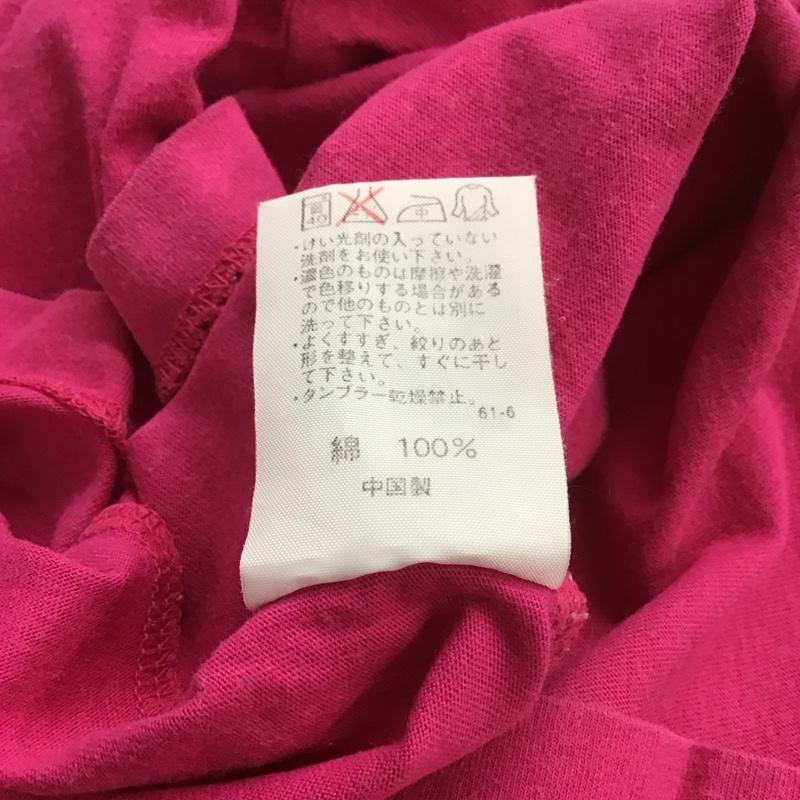 40
中
・けい光剤の入っていない
洗剤をお使い下さい。
・濃色のものは摩擦や洗濯
で色移りする場合がある
ので他のものとは別に
洗って下さい。
・よくすすぎ、絞りのあと
形を整えて、すぐに干し
て下さい。
・タンブラー乾燥禁止。
61-6
綿 100%
中国製